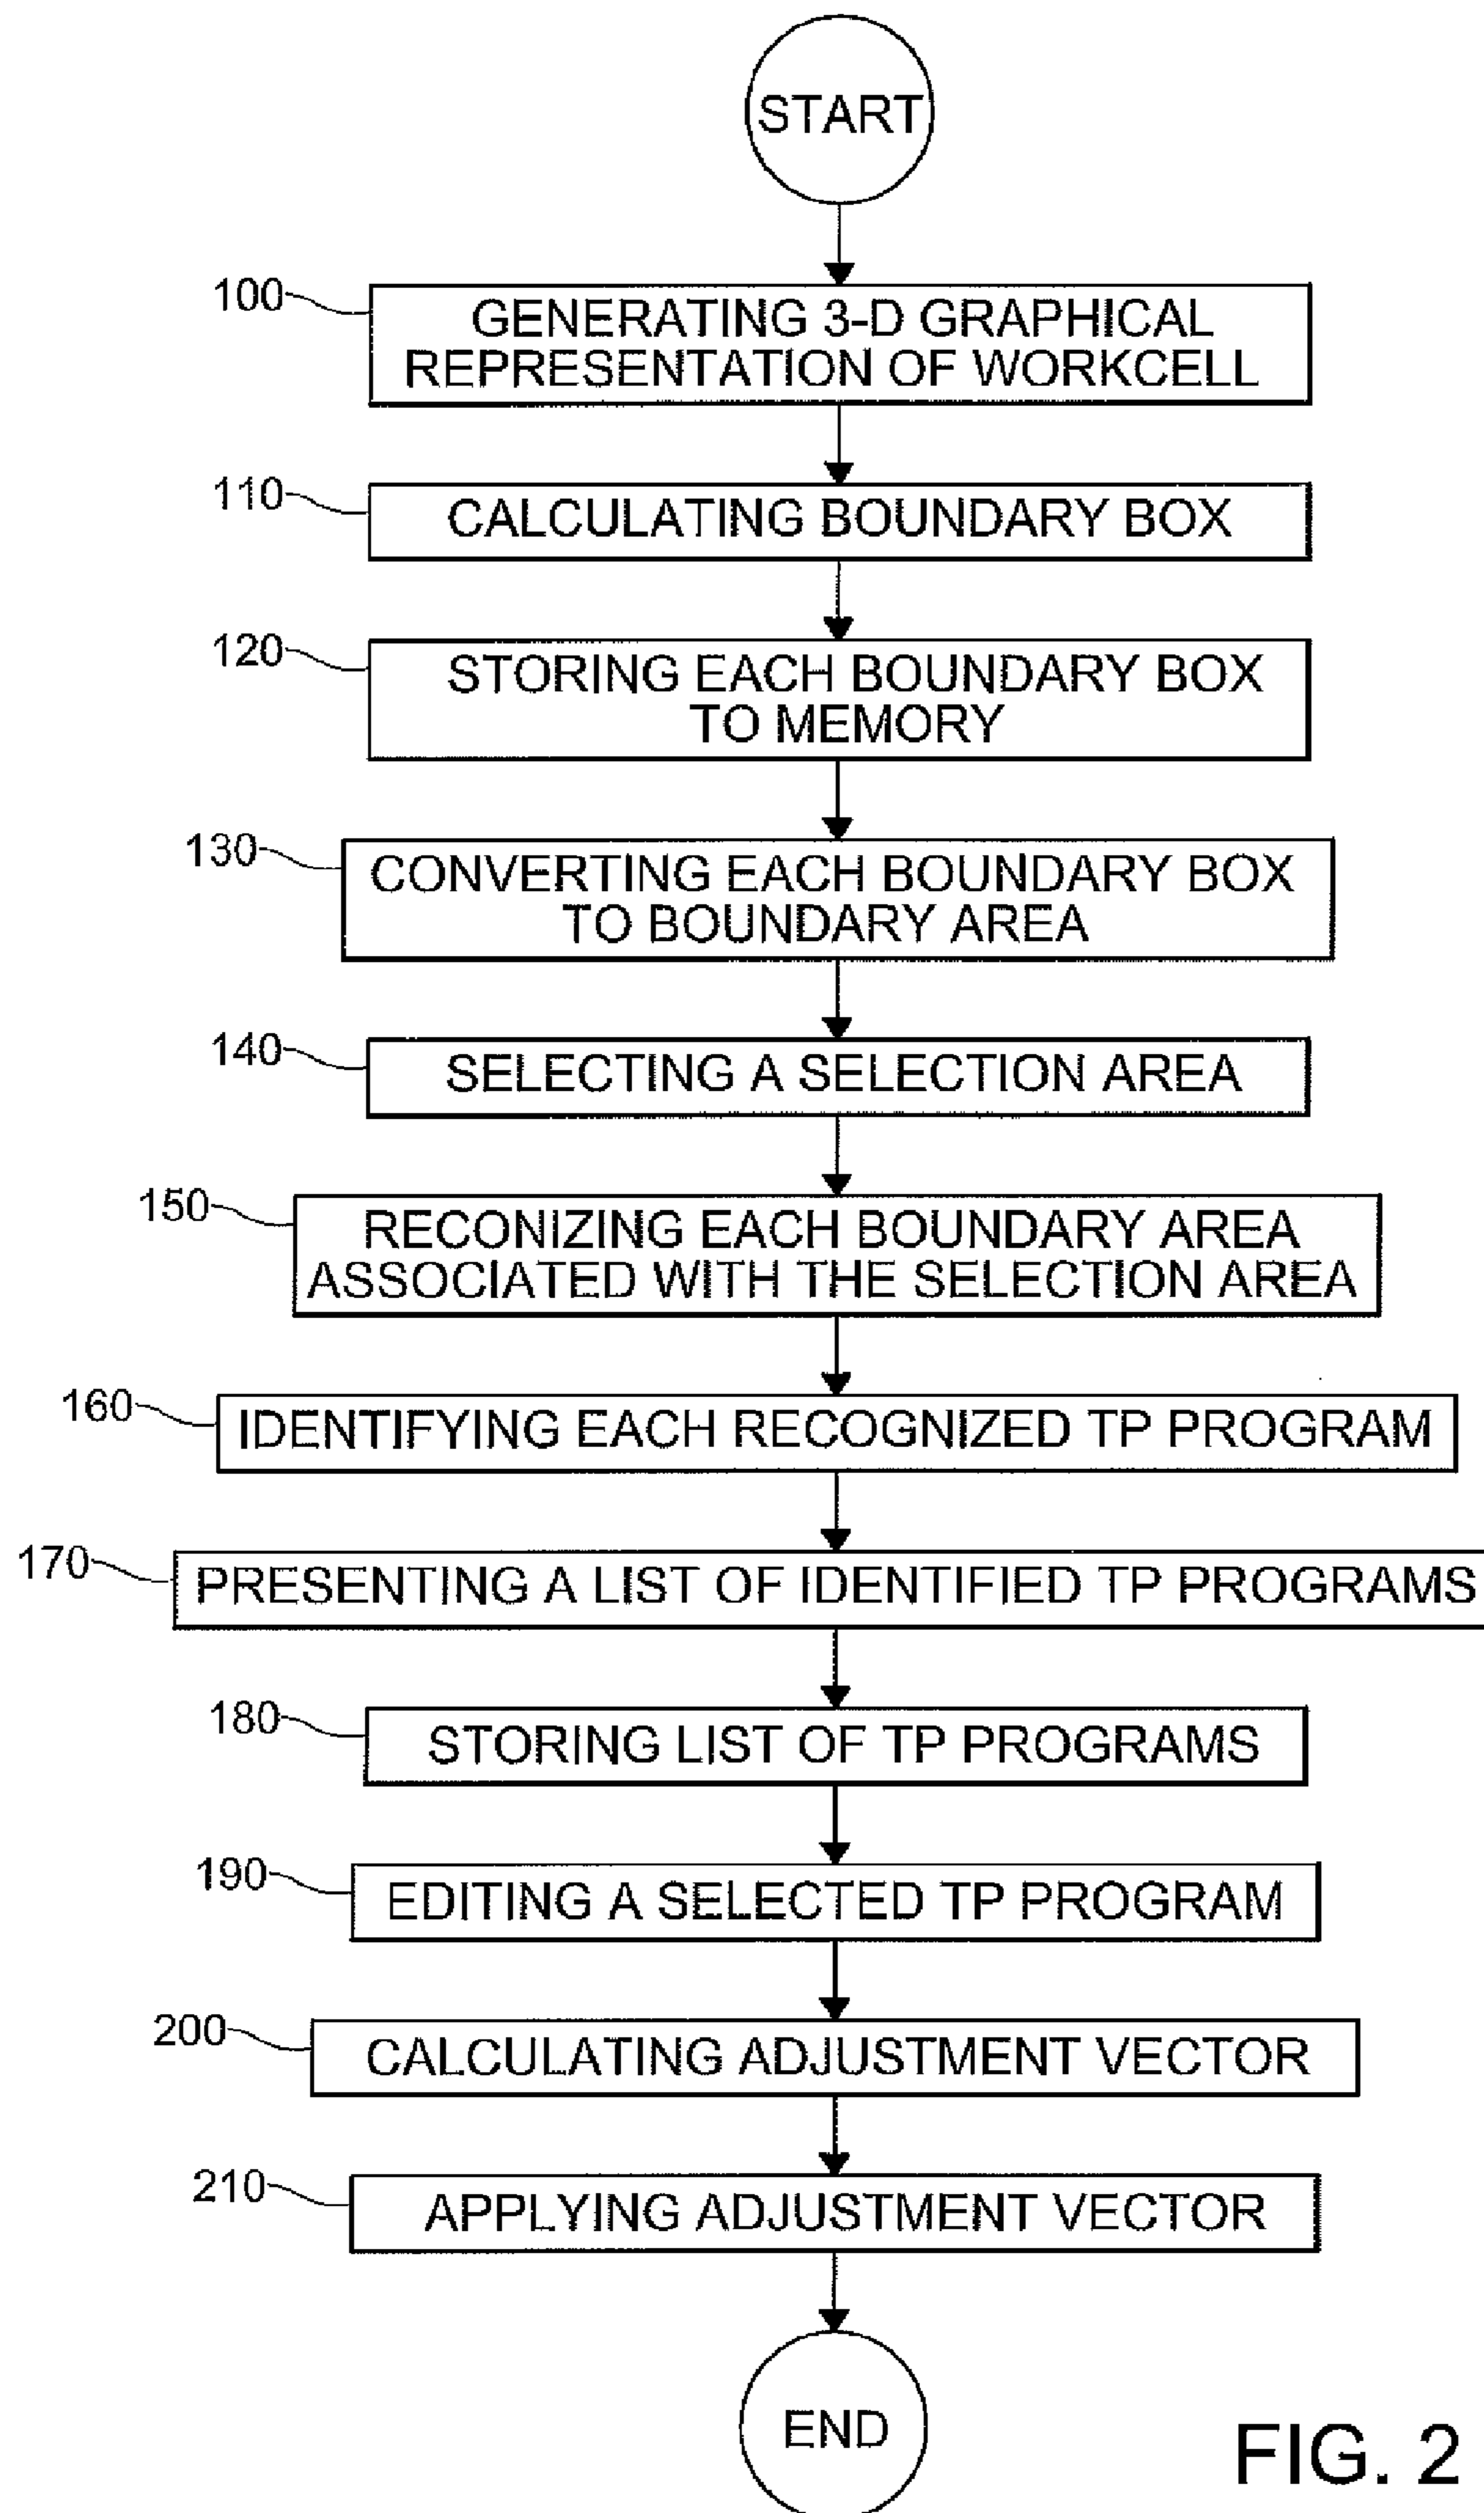 START
100
GENERATING 3-D GRAPHICAL
REPRESENTATION OF WORKCELL
110
CALCULATING BOUNDARY BOX
120
STORING EACH BOUNDARY BOX
TO MEMORY
130
CONVERTING EACH BOUNDARY BOX
TO BOUNDARY AREA
140
SELECTING A SELECTION AREA
150
RECONIZING EACH BOUNDARY AREA
ASSOCIATED WITH THE SELECTION AREA
160
IDENTIFYING EACH RECOGNIZED TP PROGRAM
170
PRESENTING A LIST OF IDENTIFIED TP PROGRAMS
180
STORING LIST OF TP PROGRAMS
190
EDITING A SELECTED TP PROGRAM
200
CALCULATING ADJUSTMENT VECTOR
210
APPLYING ADJUSTMENT VECTOR
END
FIG. 2